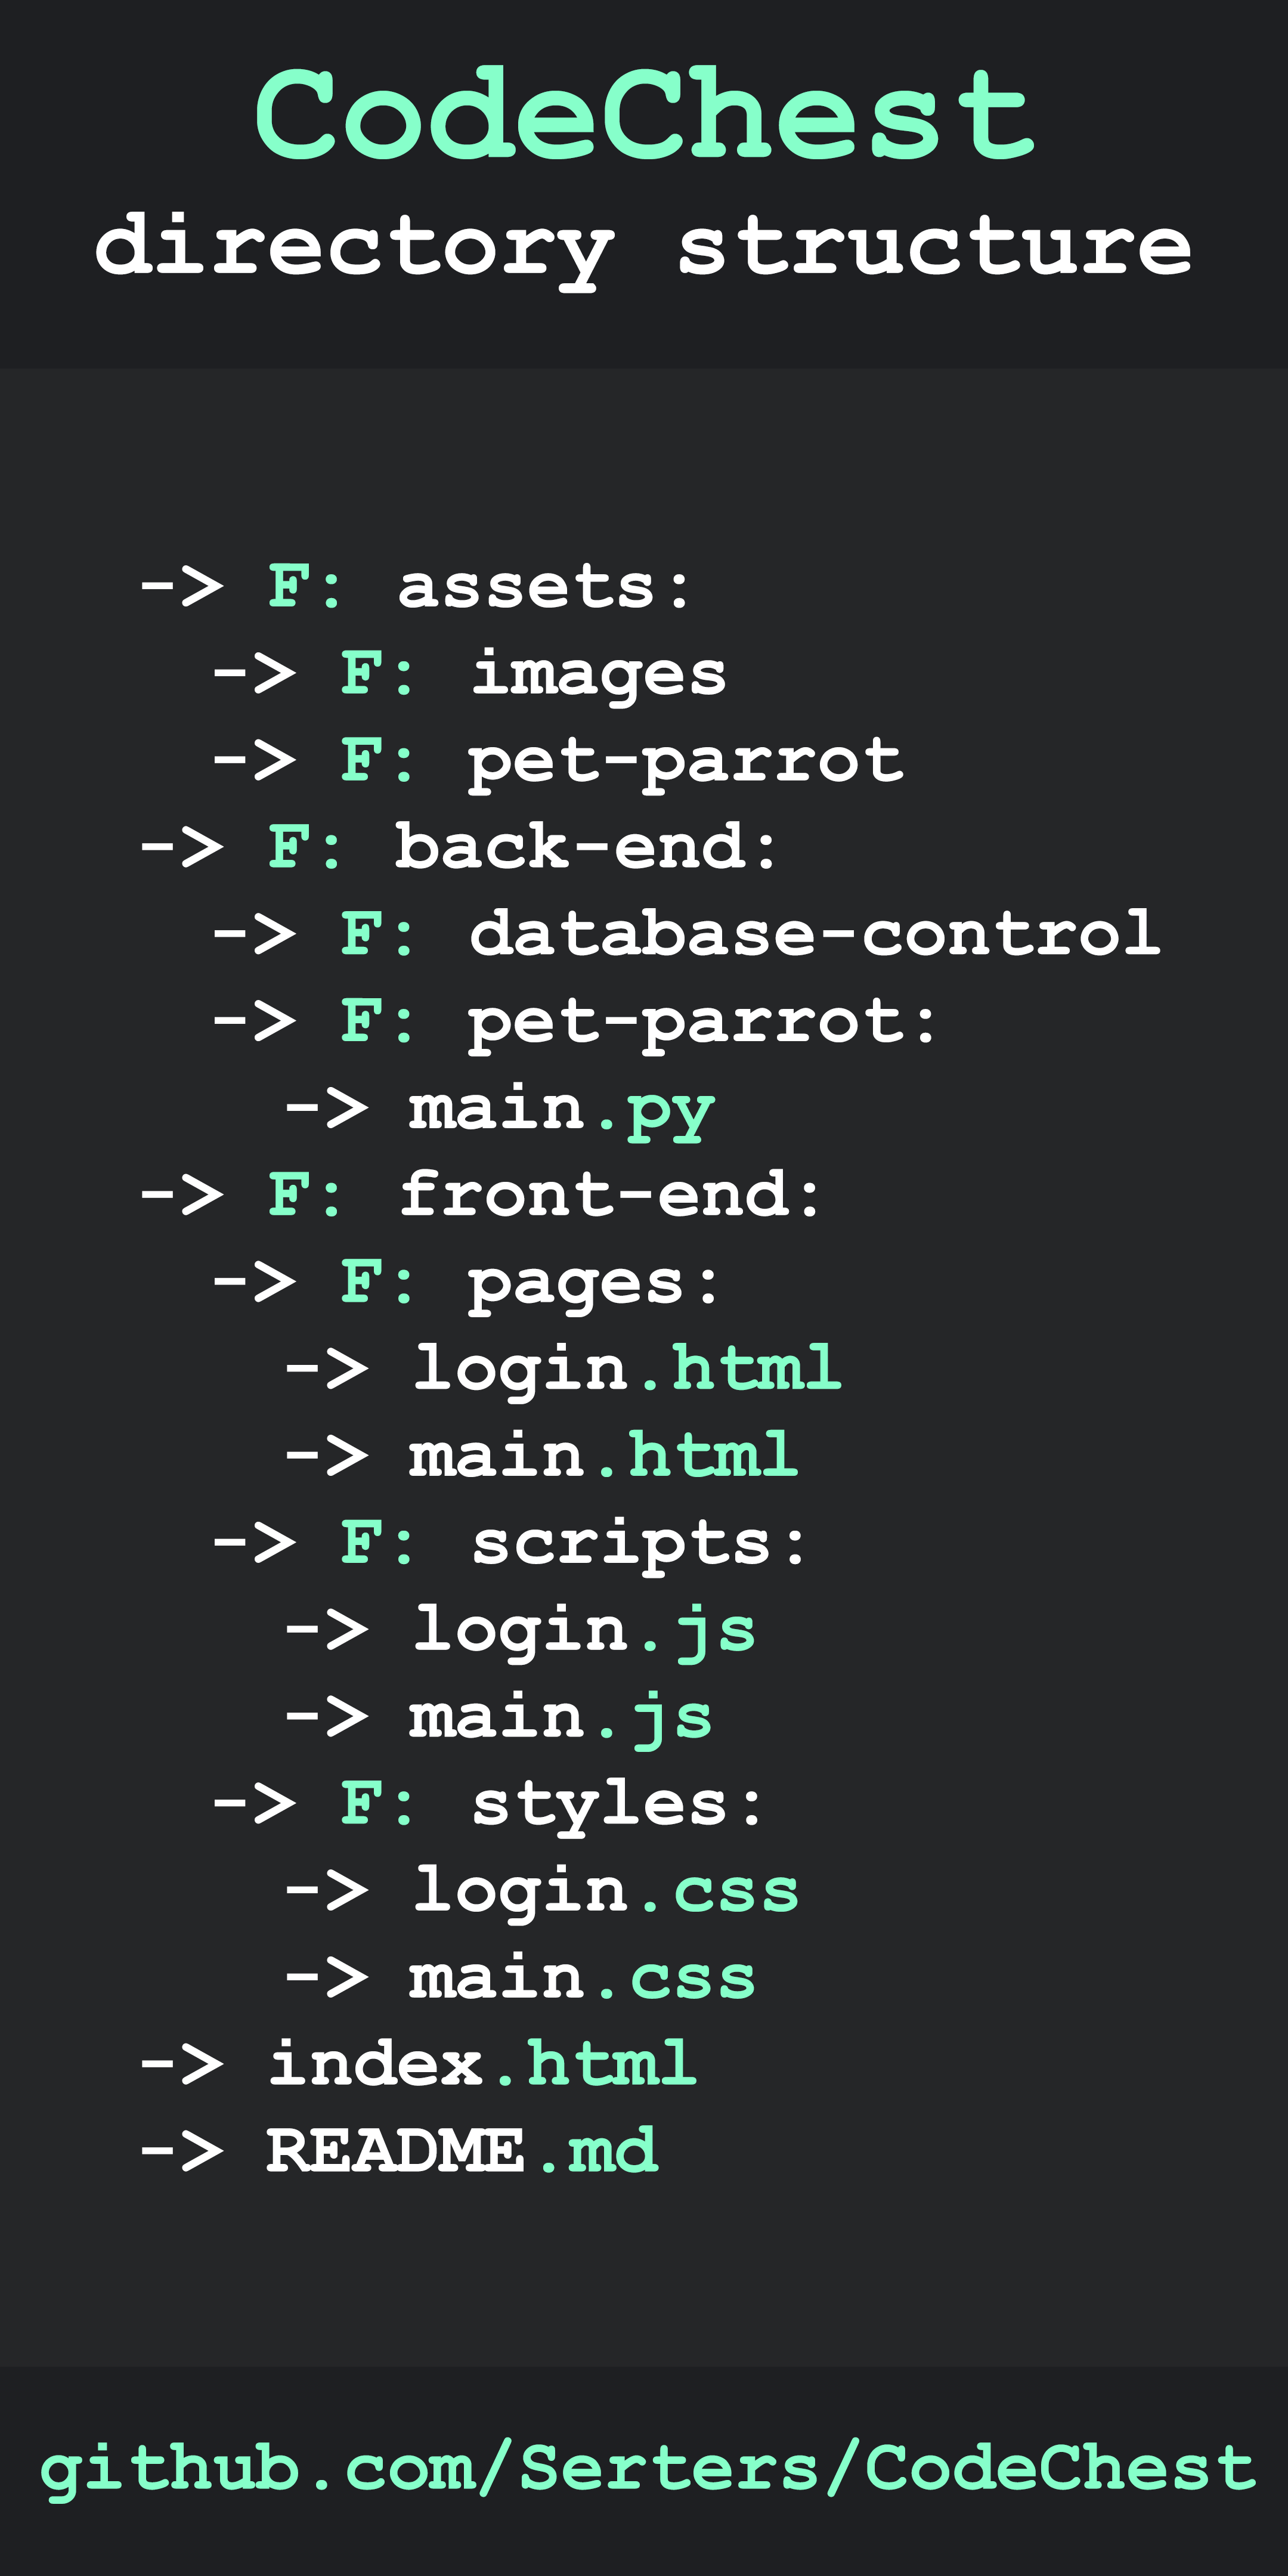 CodeChest
directory structure
-> F: assets:
-> F: images
-> F: pet-parrot
-> F: back-end:
-> F: database-control
-> F: pet-parrot:
-> main.py
-> F: front-end:
-> F: pages:
-> login.html
-> main.html
-> F: scripts:
-> login.js
-> main.js
-> F: styles:
-> login.css
-> main.css
-> index.html
-> README.md
github.com/Serters/CodeChest